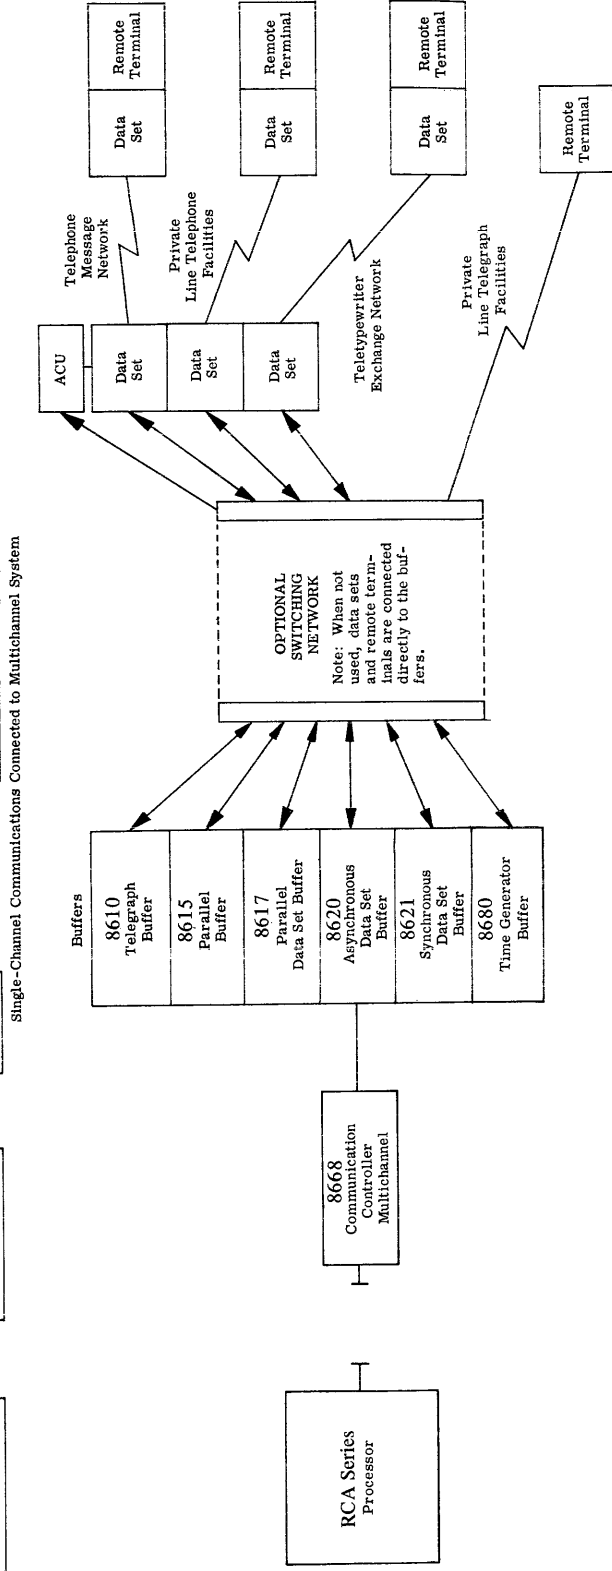 Single-Channel Communications Connected to Multichannel System
RCA Series
Processor
8668
Communication
Controller
Multichannel
Buffers
8610
Telegraph
Buffer
8615
Parallel
Buffer
8617
Parallel
Data Set Buffer
8620
Asynchronous
Data Set
Buffer
8621
Synchronous
Data Set
Buffer
8680
Time Generator
Buffer
OPTIONAL
SWITCHING
NETWORK
Note: When not
used, data sets
and remote term-
inals are connected
directly to the buf-
fers.
ACU
Data
Set
Data
Set
Data
Set
Telephone
Message
Network
Private
Line Telephone
Facilities
Teletypewriter
Exchange Network
Private
Line Telegraph
Facilities
Data
Set
Remote
Terminal
Data
Set
Remote
Terminal
Data
Set
Remote
Terminal
Remote
Terminal